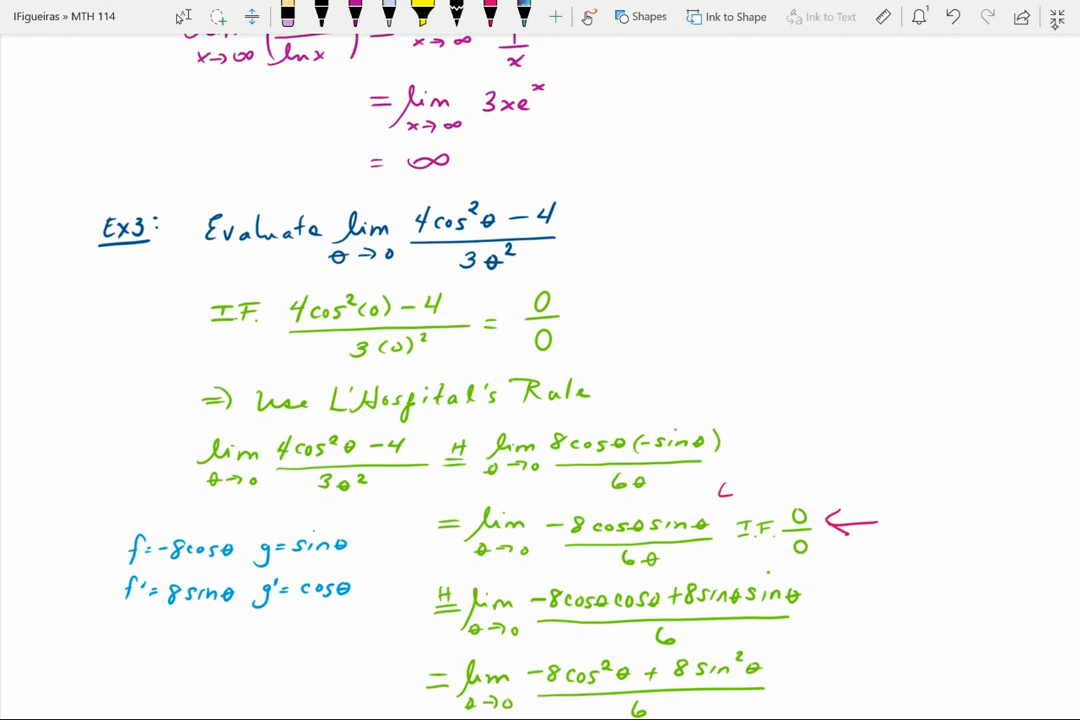 IFigueiras » MTH 114 Shapes Ink to Shape Ink to Text 1
x→∞ ( ln x ) = x→∞ 1/x
= lim x→∞ 3xe^x
= ∞
Ex3: Evaluate lim θ→0 (4cos²θ − 4)/(3θ²)
I.F. (4cos²(0) − 4)/(3(0)²) = 0/0
⇒ Use L'Hospital's Rule
lim θ→0 (4cos²θ − 4)/(3θ²) =H lim θ→0 8cosθ(−sinθ)/(6θ)
= lim θ→0 −8cosθsinθ/(6θ) I.F. 0/0 ←
f = −8cosθ g = sinθ
f' = 8sinθ g' = cosθ
=H lim θ→0 (−8cosθcosθ + 8sinθsinθ)/6
= lim θ→0 (−8cos²θ + 8sin²θ)/6